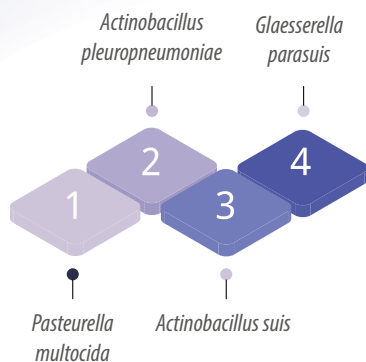 Actinobacillus
pleuropneumoniae
Glaesserella
parasuis
1
2
3
4
Pasteurella
multocida
Actinobacillus suis